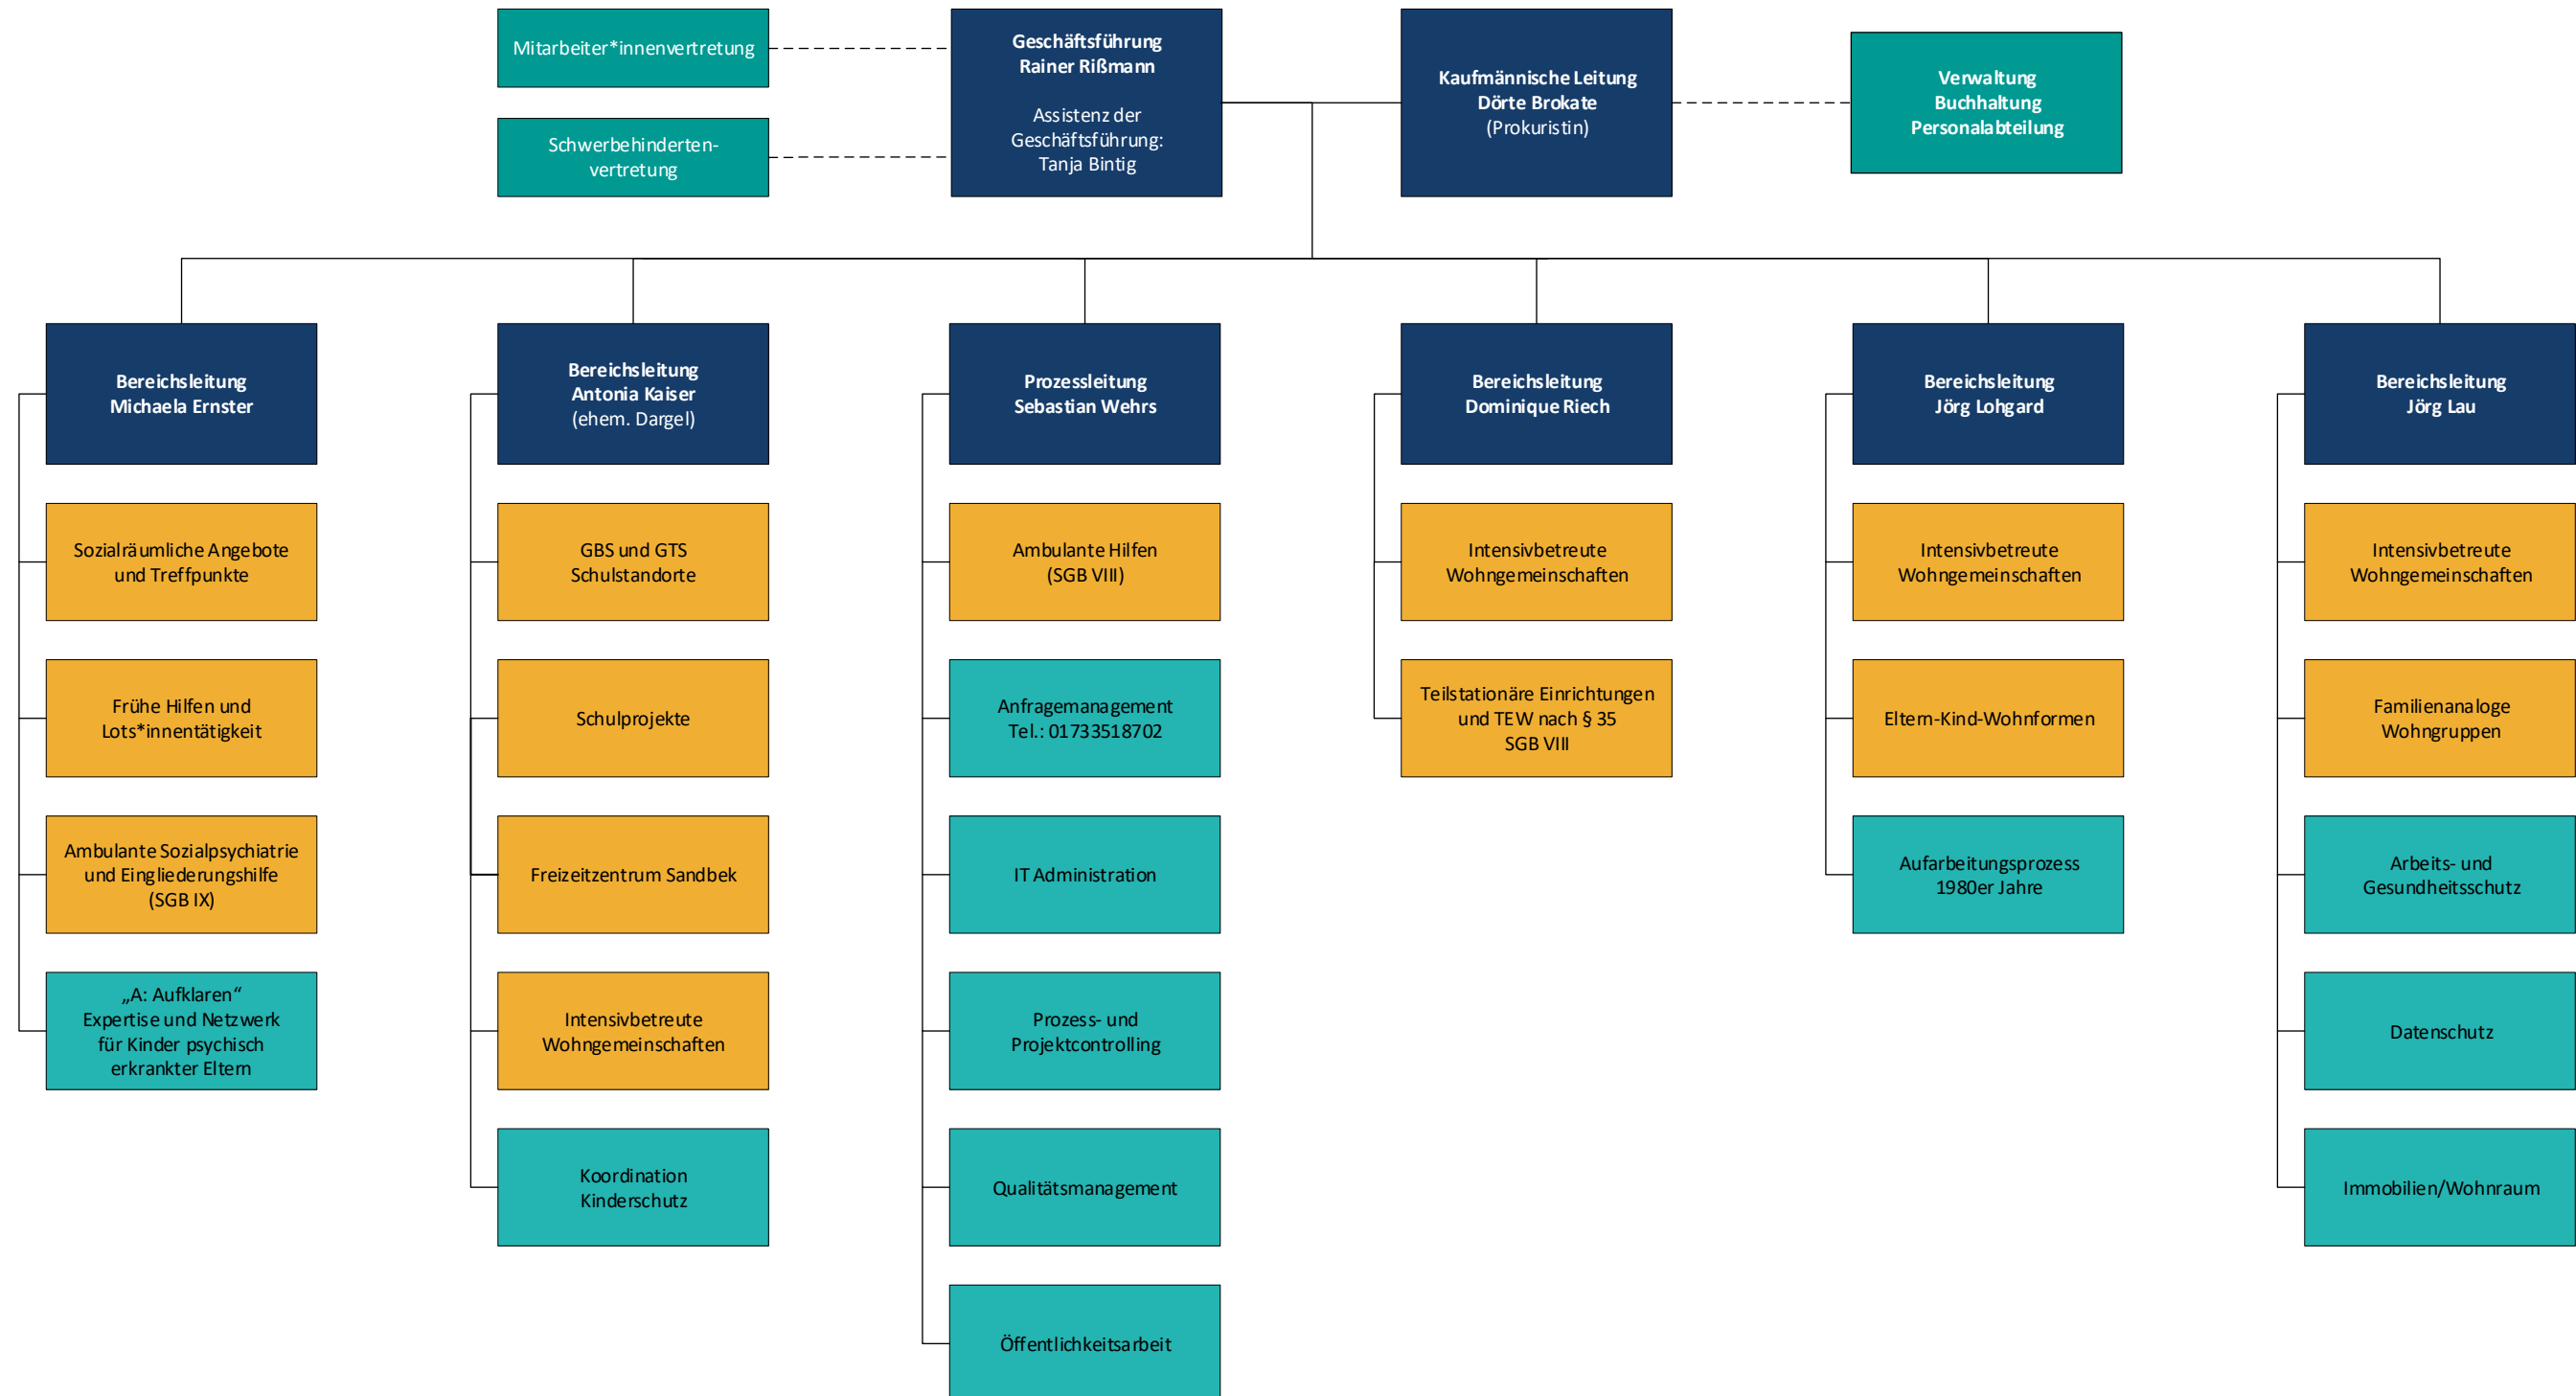 Mitarbeiter*innenvertretung
Schwerbehinderten-
vertretung
Geschäftsführung
Rainer Rißmann
Assistenz der
Geschäftsführung:
Tanja Bintig
Kaufmännische Leitung
Dörte Brokate
(Prokuristin)
Verwaltung
Buchhaltung
Personalabteilung
Bereichsleitung
Michaela Ernster
Sozialräumliche Angebote
und Treffpunkte
Frühe Hilfen und
Lots*innentätigkeit
Ambulante Sozialpsychiatrie
und Eingliederungshilfe
(SGB IX)
„A: Aufklaren“
Expertise und Netzwerk
für Kinder psychisch
erkrankter Eltern
Bereichsleitung
Antonia Kaiser
(ehem. Dargel)
GBS und GTS
Schulstandorte
Schulprojekte
Freizeitzentrum Sandbek
Intensivbetreute
Wohngemeinschaften
Koordination
Kinderschutz
Prozessleitung
Sebastian Wehrs
Ambulante Hilfen
(SGB VIII)
Anfragemanagement
Tel.: 01733518702
IT Administration
Prozess- und
Projektcontrolling
Qualitätsmanagement
Öffentlichkeitsarbeit
Bereichsleitung
Dominique Riech
Intensivbetreute
Wohngemeinschaften
Teilstationäre Einrichtungen
und TEW nach § 35
SGB VIII
Bereichsleitung
Jörg Lohgard
Intensivbetreute
Wohngemeinschaften
Eltern-Kind-Wohnformen
Aufarbeitungsprozess
1980er Jahre
Bereichsleitung
Jörg Lau
Intensivbetreute
Wohngemeinschaften
Familienanaloge
Wohngruppen
Arbeits- und
Gesundheitsschutz
Datenschutz
Immobilien/Wohnraum